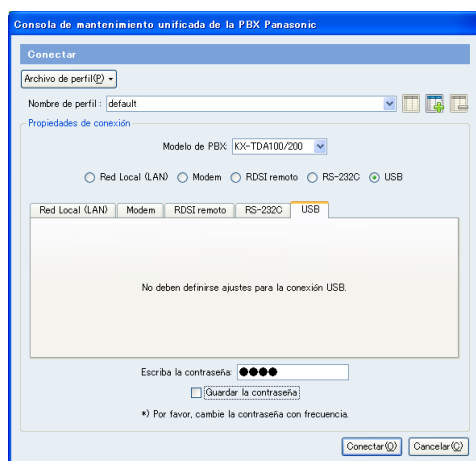 Consola de mantenimiento unificada de la PBX Panasonic
Conectar
Archivo de perfil(P)
Nombre de perfil : default
Propiedades de conexión
Modelo de PBX: KX-TDA100/200
Red Local (LAN) Modem RDSI remoto RS-232C USB
Red Local (LAN) Modem RDSI remoto RS-232C USB
No deben definirse ajustes para la conexión USB.
Escriba la contraseña: ●●●●
Guardar la contraseña
*) Por favor, cambie la contraseña con frecuencia.
Conectar(O) Cancelar(C)